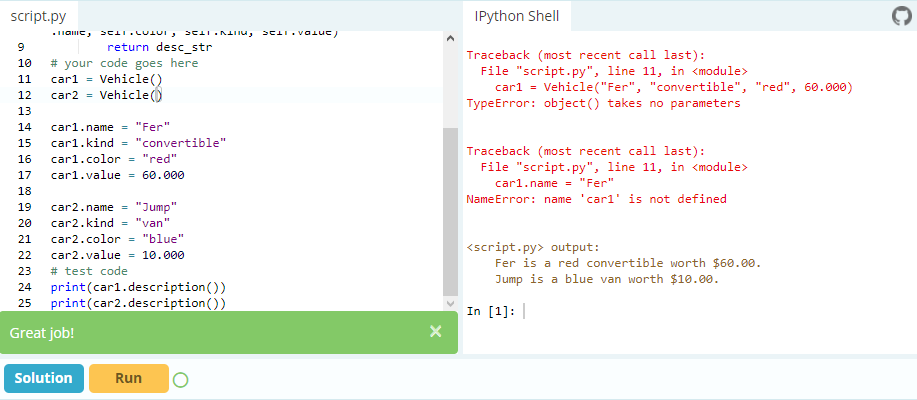 script.py
.name, self.color, self.kind, self.value)
9 return desc_str
10 # your code goes here
11 car1 = Vehicle()
12 car2 = Vehicle()
13
14 car1.name = "Fer"
15 car1.kind = "convertible"
16 car1.color = "red"
17 car1.value = 60.000
18
19 car2.name = "Jump"
20 car2.kind = "van"
21 car2.color = "blue"
22 car2.value = 10.000
23 # test code
24 print(car1.description())
25 print(car2.description())
Great job! ×
Solution Run
IPython Shell
Traceback (most recent call last):
File "script.py", line 11, in <module>
car1 = Vehicle("Fer", "convertible", "red", 60.000)
TypeError: object() takes no parameters
Traceback (most recent call last):
File "script.py", line 11, in <module>
car1.name = "Fer"
NameError: name 'car1' is not defined
<script.py> output:
Fer is a red convertible worth $60.00.
Jump is a blue van worth $10.00.
In [1]: